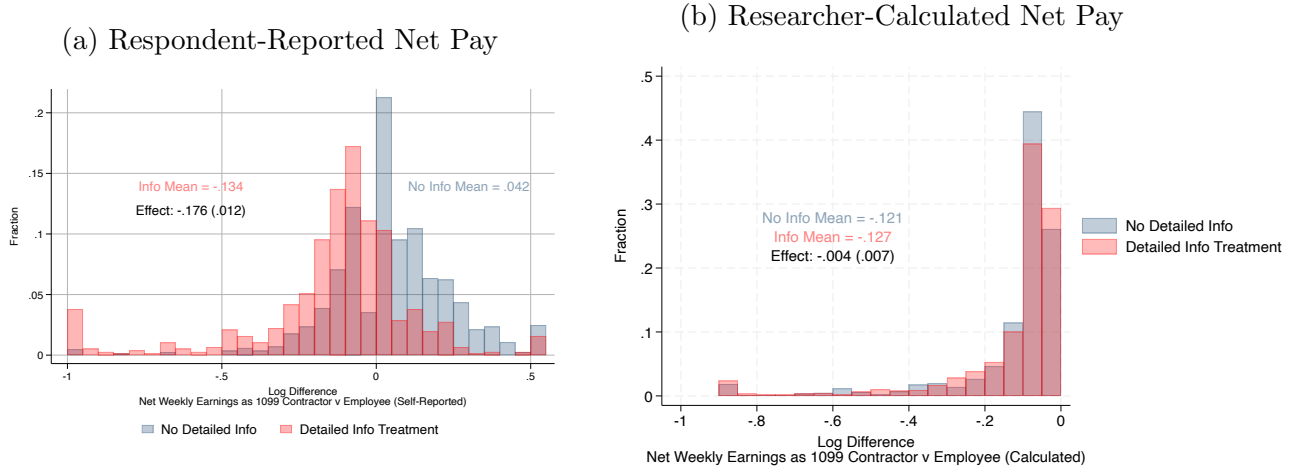 (a) Respondent-Reported Net Pay
.2
.15
.1
.05
0
Fraction
Info Mean = -.134
Effect: -.176 (.012)
No Info Mean = .042
-1
-.5
0
.5
Log Difference
Net Weekly Earnings as 1099 Contractor v Employee (Self-Reported)
No Detailed Info
Detailed Info Treatment
(b) Researcher-Calculated Net Pay
.5
.4
.3
.2
.1
0
Fraction
No Info Mean = -.121
Info Mean = -.127
Effect: -.004 (.007)
-1
-.8
-.6
-.4
-.2
0
Log Difference
Net Weekly Earnings as 1099 Contractor v Employee (Calculated)
No Detailed Info
Detailed Info Treatment